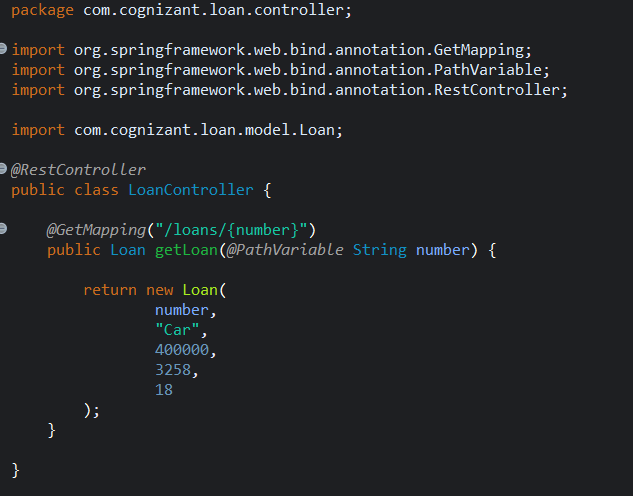 package com.cognizant.loan.controller;
import org.springframework.web.bind.annotation.GetMapping;
import org.springframework.web.bind.annotation.PathVariable;
import org.springframework.web.bind.annotation.RestController;
import com.cognizant.loan.model.Loan;
@RestController
public class LoanController {
@GetMapping("/loans/{number}")
public Loan getLoan(@PathVariable String number) {
return new Loan(
number,
"Car",
400000,
3258,
18
);
}
}